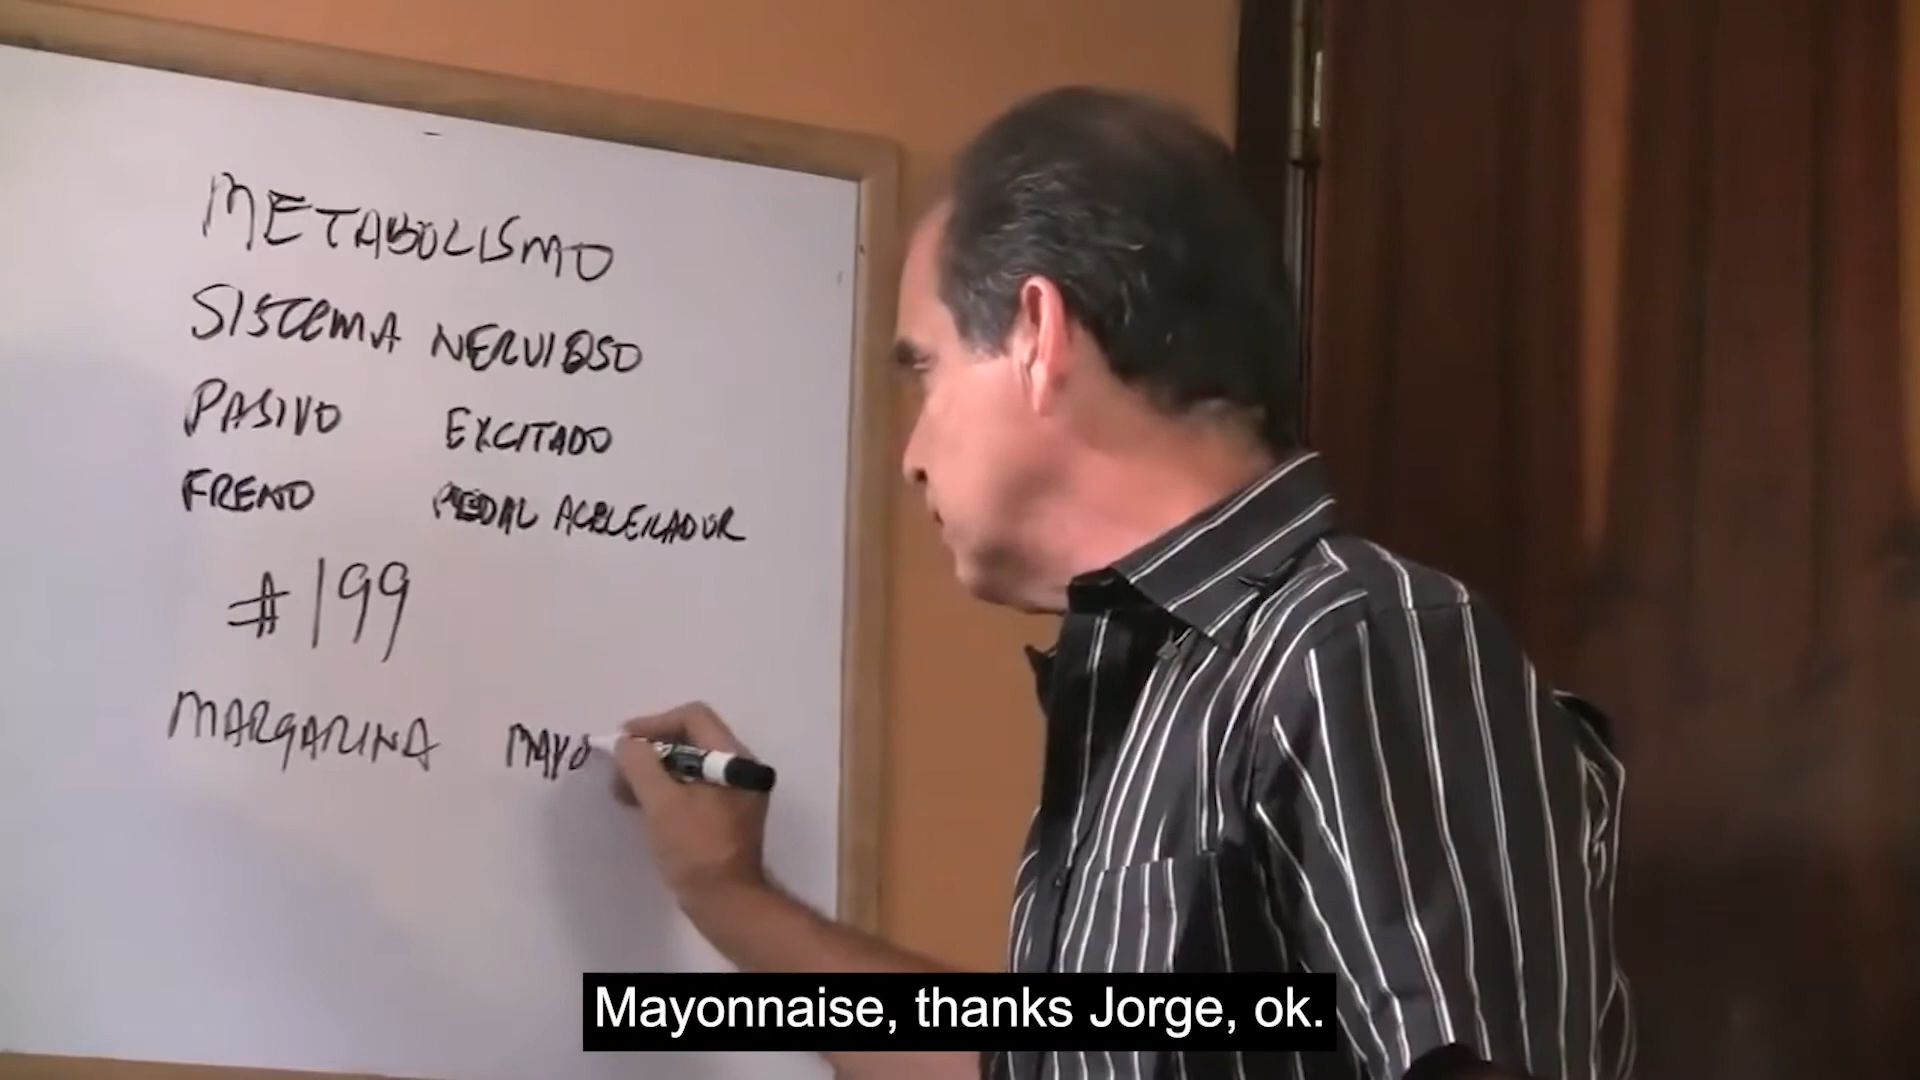 METABOLISMO
SISTEMA NERVIOSO
PASIVO EXCITADO
FRENO PEDAL ACELERADOR
#199
MARGARINA MAYO
Mayonnaise, thanks Jorge, ok.